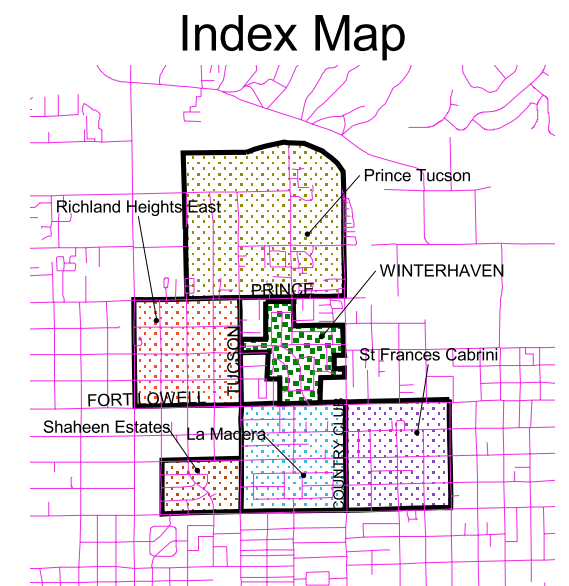 Index Map
Prince Tucson
Richland Heights East
WINTERHAVEN
PRINCE
TUCSON
St Frances Cabrini
FORT LOWELL
Shaheen Estates
La Madera
COUNTRY CLUB